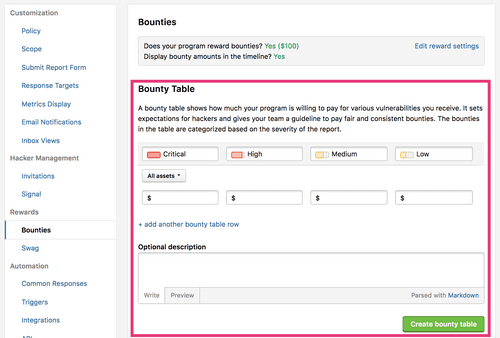 Customization
Policy
Scope
Submit Report Form
Response Targets
Metrics Display
Email Notifications
Inbox Views
Hacker Management
Invitations
Signal
Rewards
Bounties
Swag
Automation
Common Responses
Triggers
Integrations
API
Bounties
Does your program reward bounties? Yes ($100)
Edit reward settings
Display bounty amounts in the timeline? Yes
Bounty Table
A bounty table shows how much your program is willing to pay for various vulnerabilities you receive. It sets
expectations for hackers and gives your team a guideline to pay fair and consistent bounties. The bounties
in the table are categorized based on the severity of the report.
Critical High Medium Low
All assets
$ $ $ $
+ add another bounty table row
Optional description
Write Preview Parsed with Markdown
Create bounty table